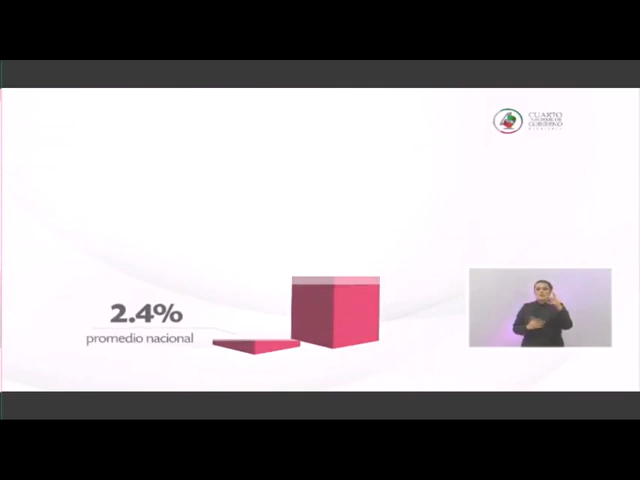 CUARTO
INFORME DE
GOBIERNO
2.4%
promedio nacional